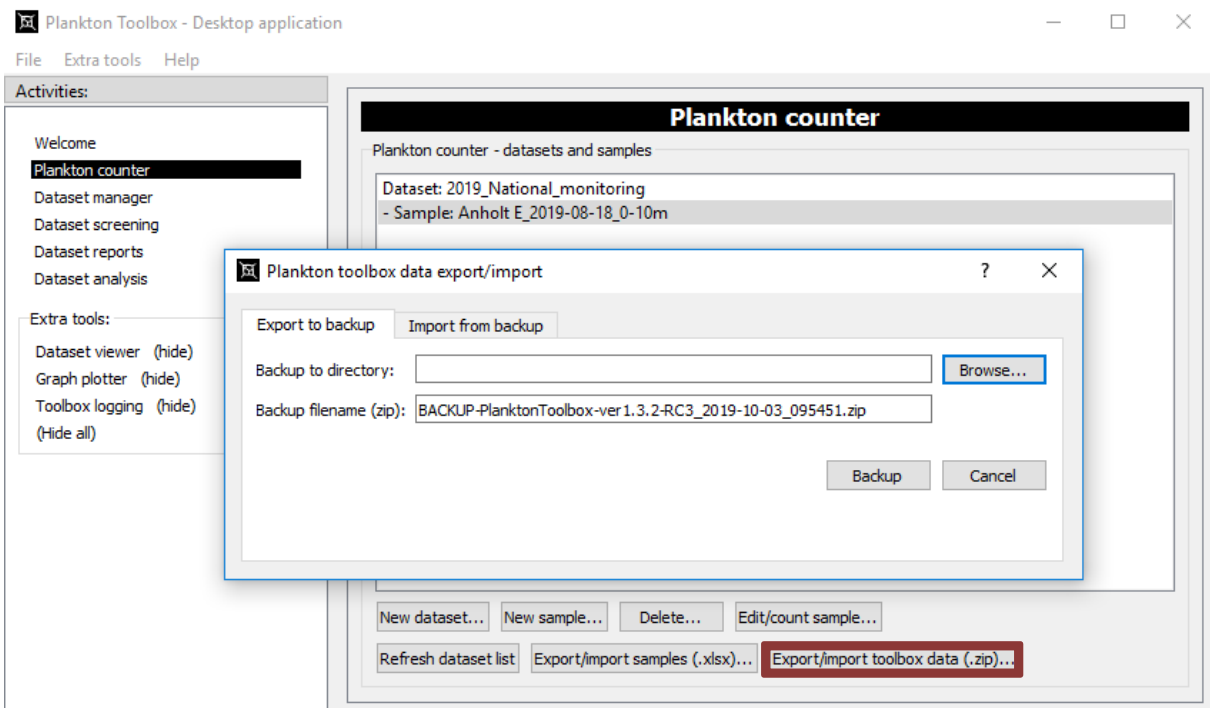 Plankton Toolbox - Desktop application
File Extra tools Help
Activities:
Welcome
Plankton counter
Dataset manager
Dataset screening
Dataset reports
Dataset analysis
Extra tools:
Dataset viewer (hide)
Graph plotter (hide)
Toolbox logging (hide)
(Hide all)
Plankton counter
Plankton counter - datasets and samples
Dataset: 2019_National_monitoring
- Sample: Anholt E_2019-08-18_0-10m
Plankton toolbox data export/import
?
Export to backup Import from backup
Backup to directory: Browse...
Backup filename (zip): BACKUP-PlanktonToolbox-ver1.3.2-RC3_2019-10-03_095451.zip
Backup Cancel
New dataset... New sample... Delete... Edit/count sample...
Refresh dataset list Export/import samples (.xlsx)... Export/import toolbox data (.zip)...